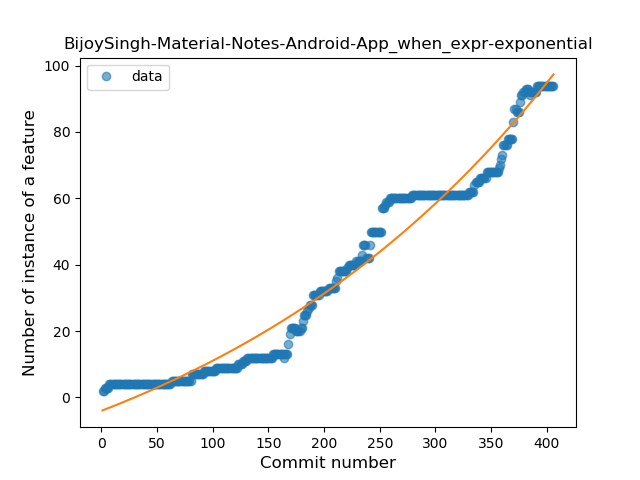 BijoySingh-Material-Notes-Android-App_when_expr-exponential
data
Number of instance of a feature
100
80
60
40
20
0
0 50 100 150 200 250 300 350 400
Commit number